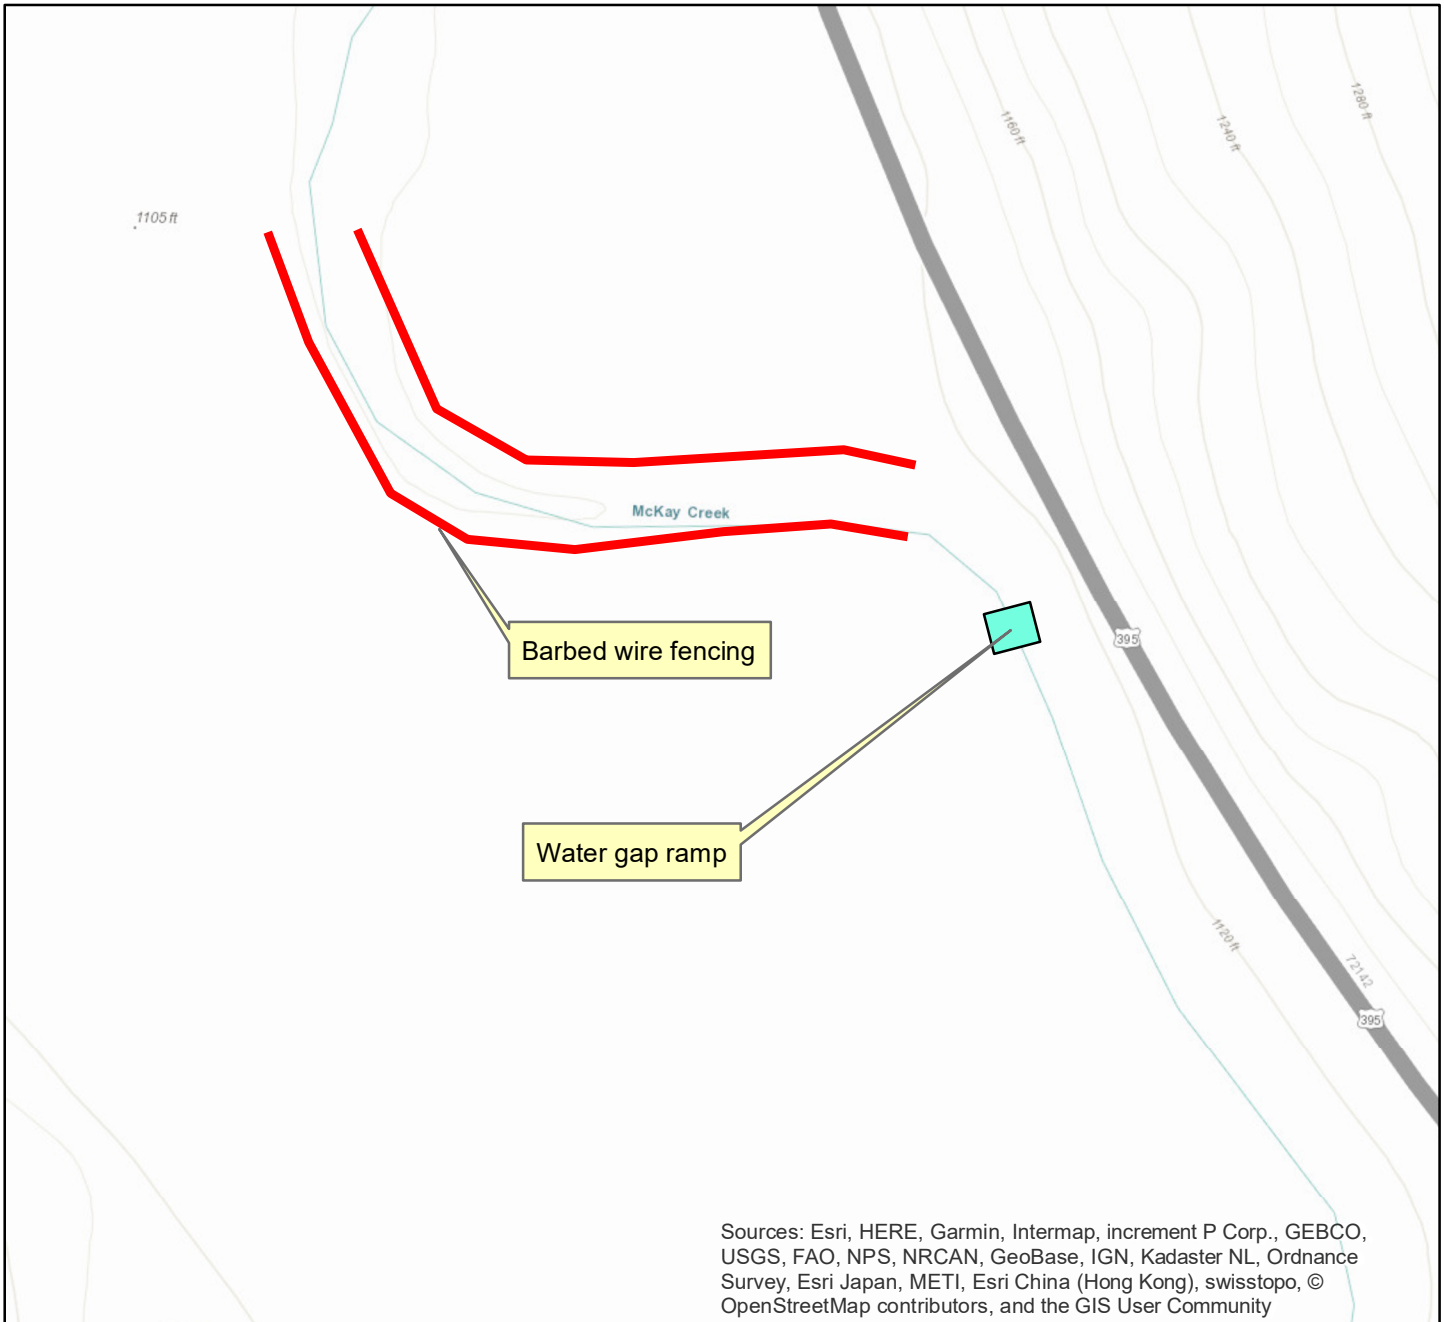 1280 ft
1160 ft
1240 ft
1105 ft
McKay Creek
395
Barbed wire fencing
Water gap ramp
1120 ft
72142
395
Sources: Esri, HERE, Garmin, Intermap, increment P Corp., GEBCO,
USGS, FAO, NPS, NRCAN, GeoBase, IGN, Kadaster NL, Ordnance
Survey, Esri Japan, METI, Esri China (Hong Kong), swisstopo, ©
OpenStreetMap contributors, and the GIS User Community